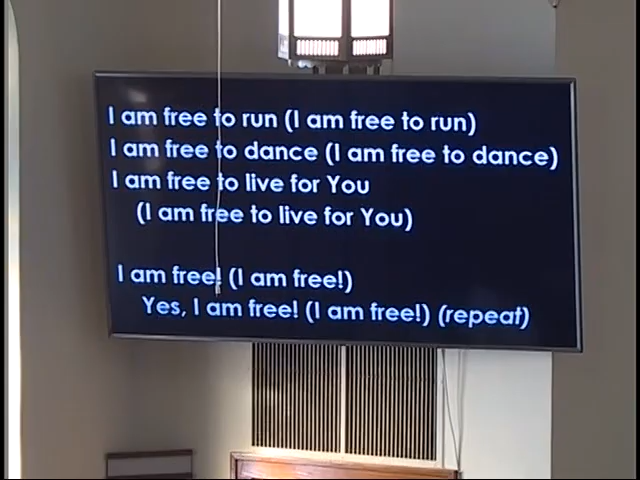 I am free to run (I am free to run)
I am free to dance (I am free to dance)
I am free to live for You
(I am free to live for You)
I am free! (I am free!)
Yes, I am free! (I am free!) (repeat)